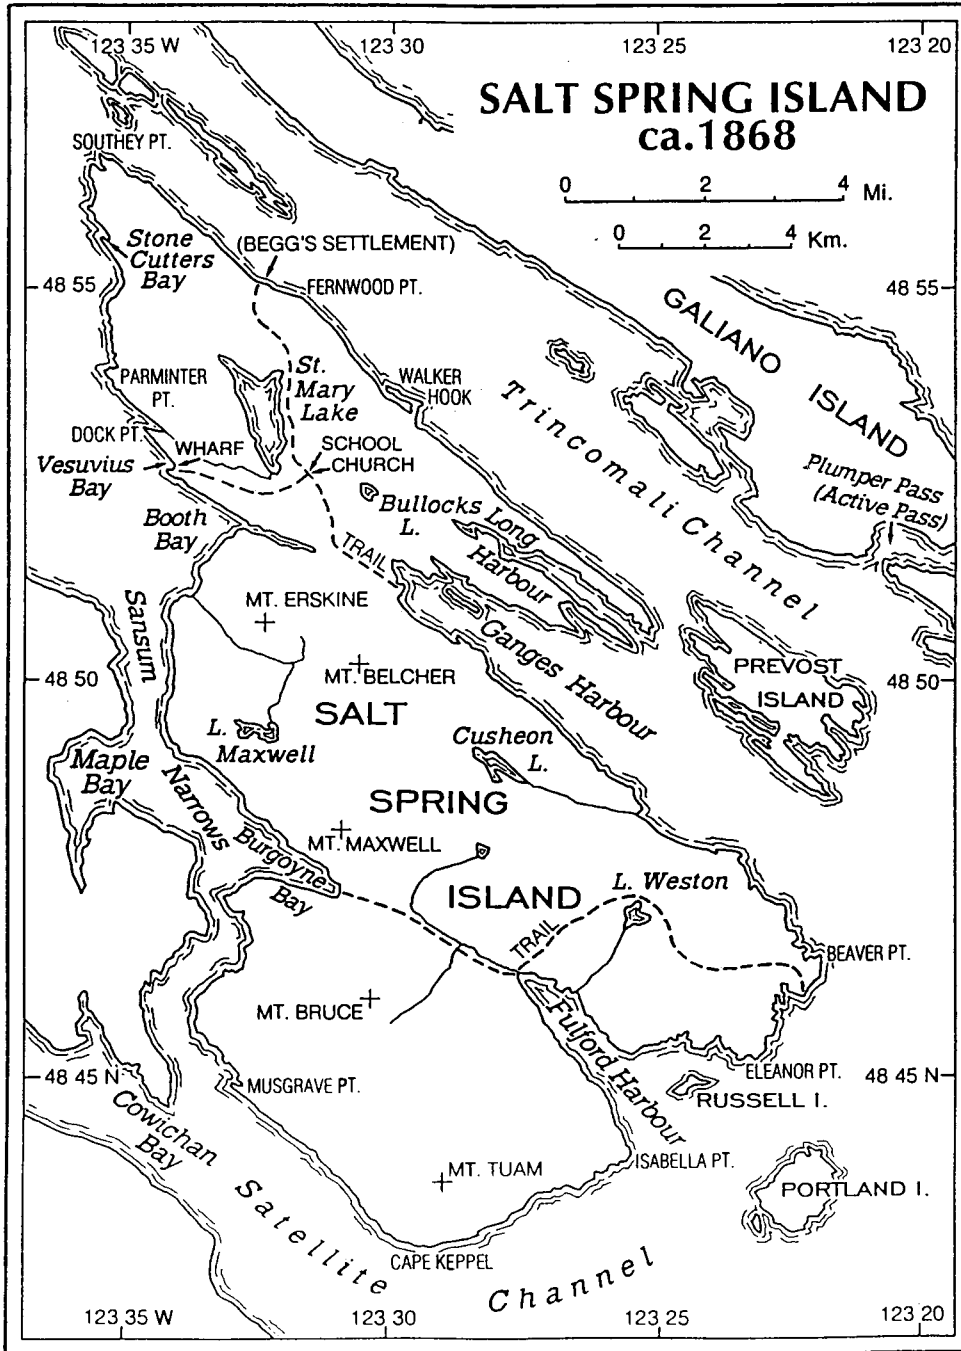 123 35 W
123 30
123 25
123 20
SALT SPRING ISLAND
ca.1868
0 2 4 Mi.
0 2 4 Km.
SOUTHEY PT.
Stone
Cutters
Bay
(BEGG'S SETTLEMENT)
FERNWOOD PT.
48 55
48 55
GALIANO
ISLAND
PARMINTER
PT.
St.
Mary
Lake
WALKER
HOOK
Trincomali Channel
DOCK PT.
WHARF
SCHOOL
CHURCH
Vesuvius
Bay
Plumper Pass
(Active Pass)
Bullocks
L.
Long
Harbour
Booth
Bay
TRAIL
MT. ERSKINE
Ganges Harbour
Sansum
Narrows
48 50
48 50
MT. BELCHER
PREVOST
ISLAND
SALT
L.
Maxwell
Cusheon
L.
Maple
Bay
SPRING
MT. MAXWELL
Burgoyne
Bay
ISLAND
L. Weston
TRAIL
BEAVER PT.
MT. BRUCE
Fulford Harbour
ELEANOR PT.
48 45 N
48 45 N
MUSGRAVE PT.
RUSSELL I.
Cowichan
Bay
MT. TUAM
ISABELLA PT.
PORTLAND I.
Satellite
Channel
CAPE KEPPEL
123 35 W
123 30
123 25
123 20